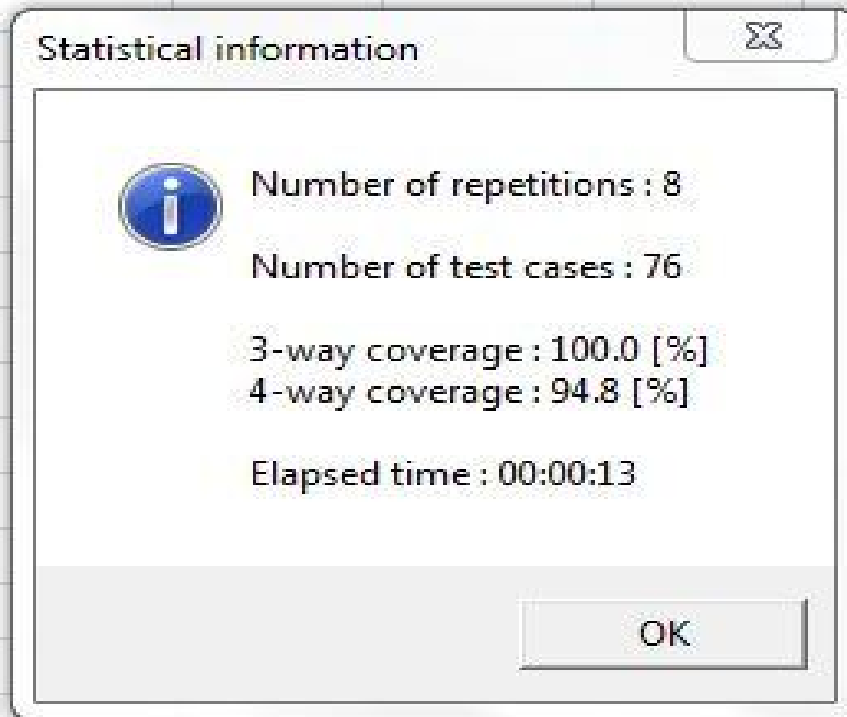 Statistical information
Number of repetitions : 8
Number of test cases : 76
3-way coverage : 100.0 [%]
4-way coverage : 94.8 [%]
Elapsed time : 00:00:13
OK